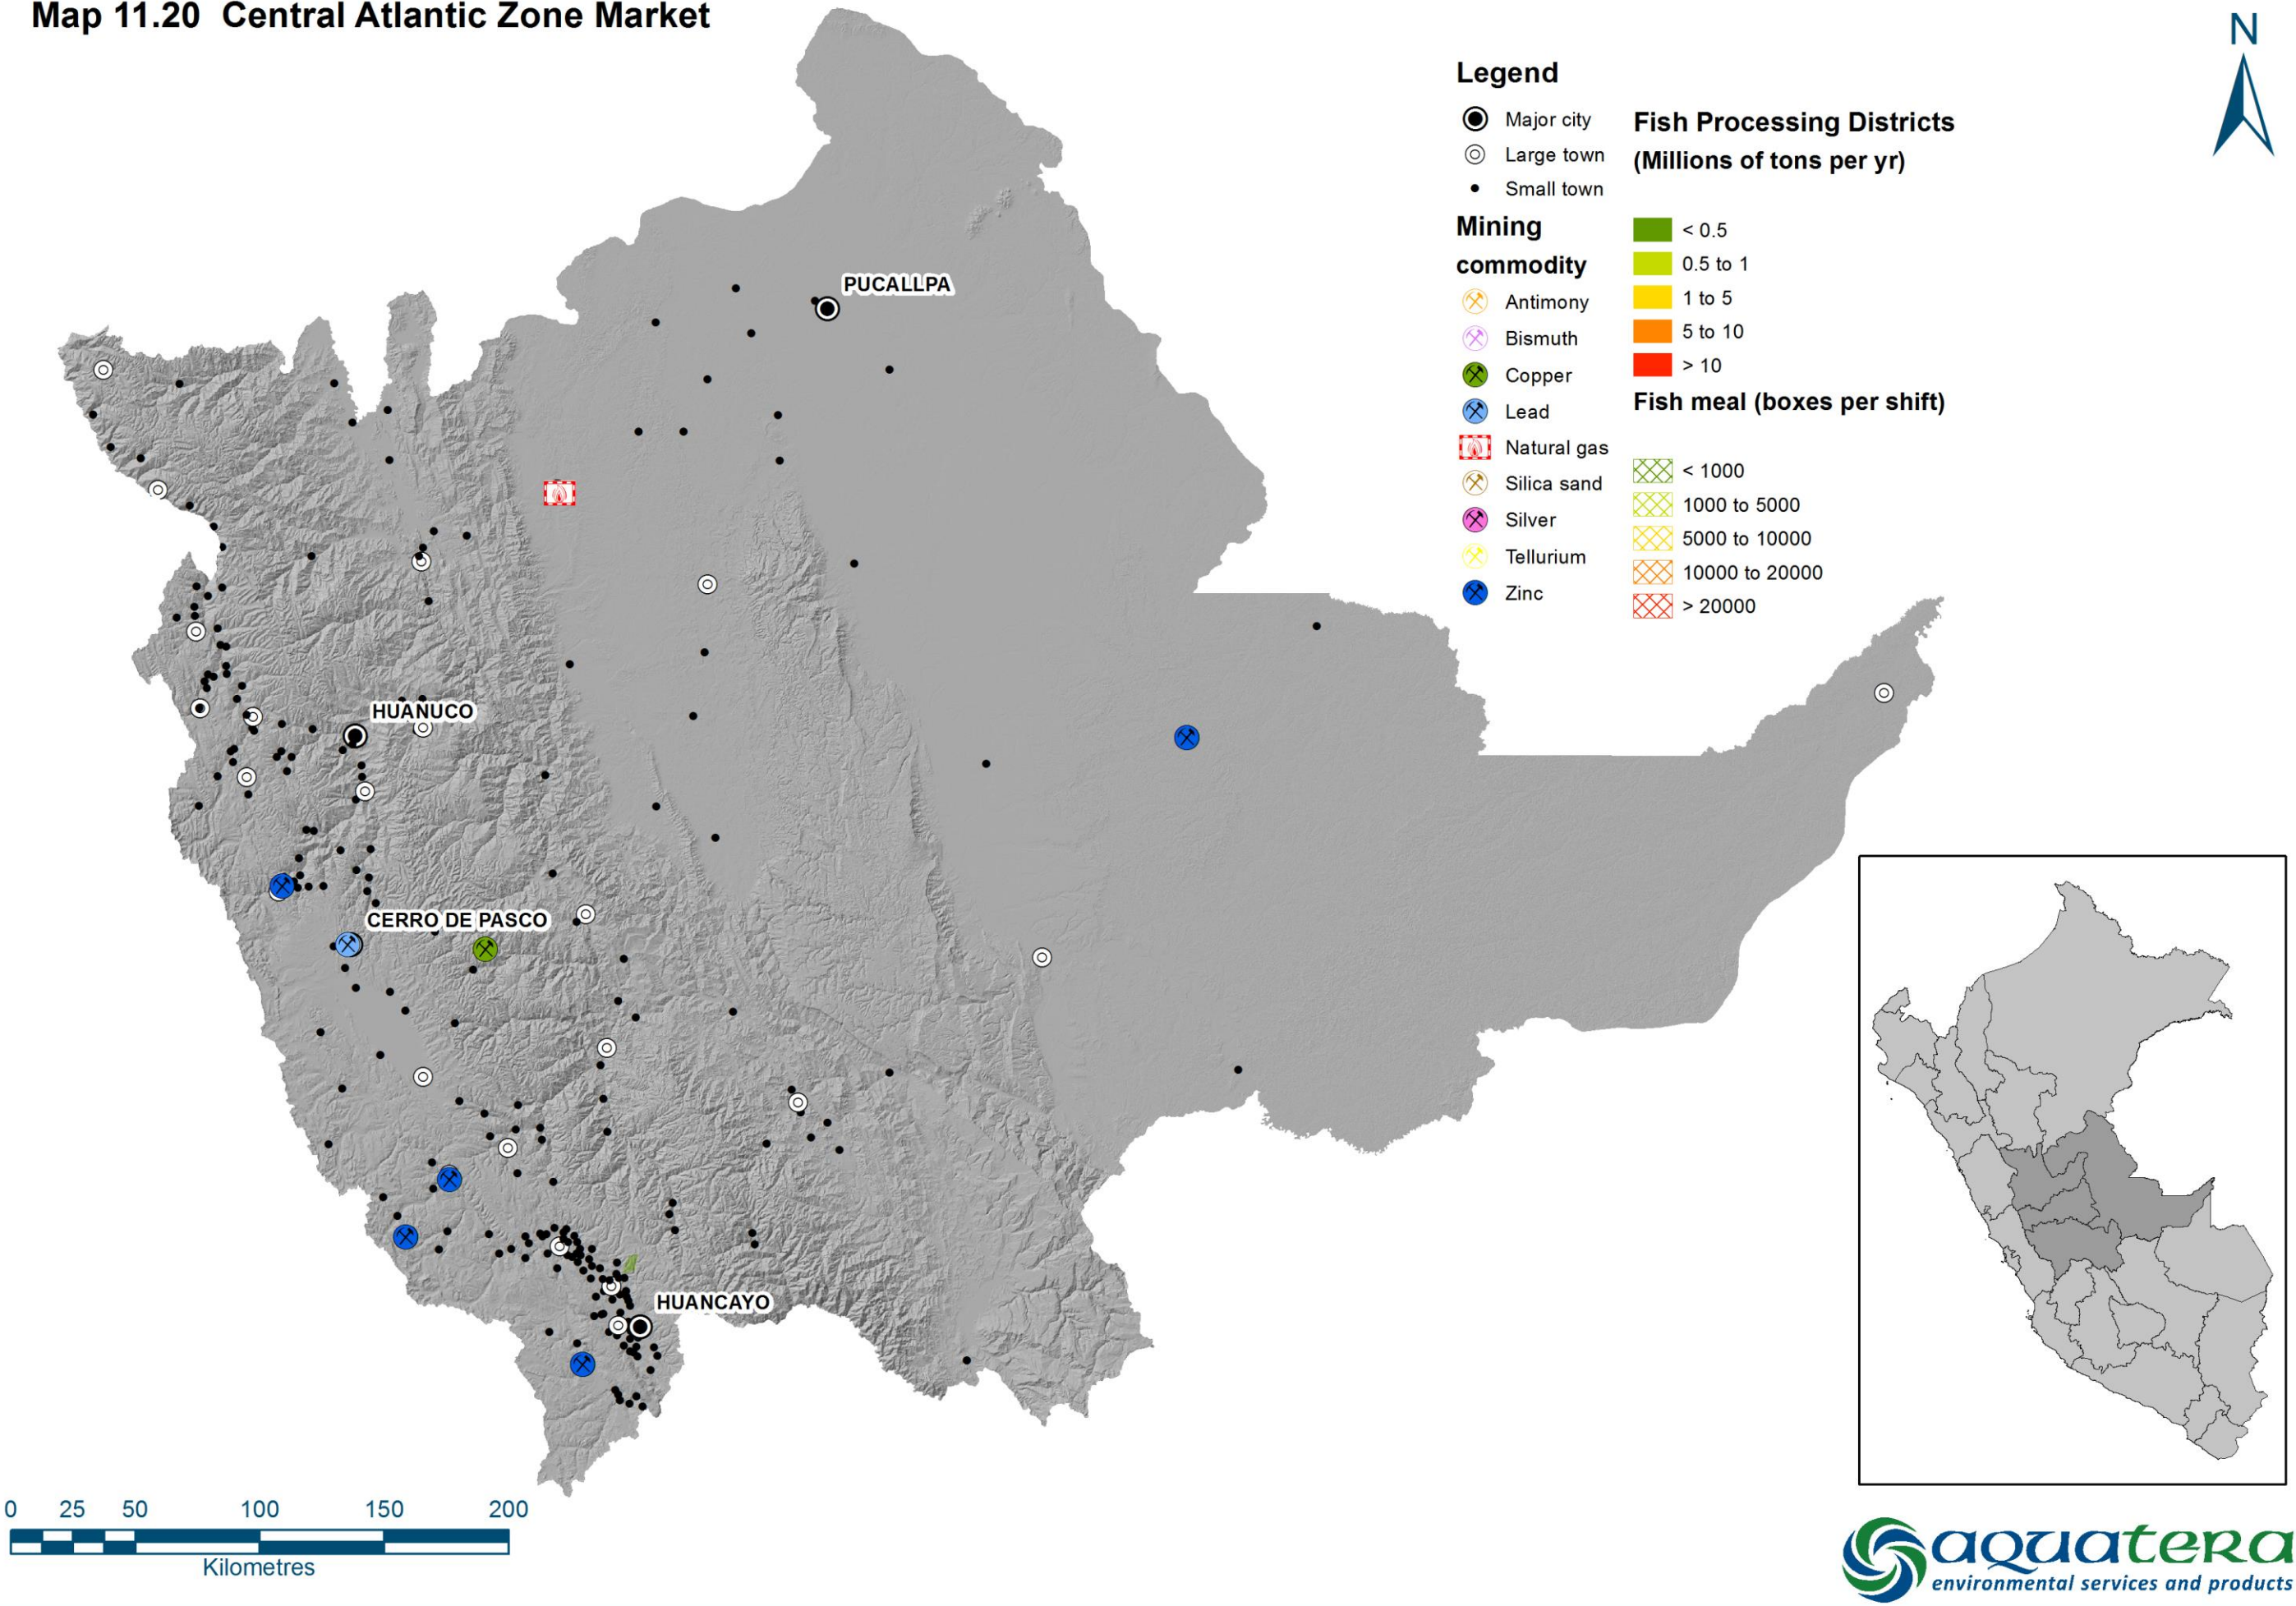 Map 11.20 Central Atlantic Zone Market
N
Legend
Major city
Large town
Small town
Mining
commodity
Antimony
Bismuth
Copper
Lead
Natural gas
Silica sand
Silver
Tellurium
Zinc
Fish Processing Districts
(Millions of tons per yr)
< 0.5
0.5 to 1
1 to 5
5 to 10
> 10
Fish meal (boxes per shift)
< 1000
1000 to 5000
5000 to 10000
10000 to 20000
> 20000
PUCALLPA
HUANUCO
CERRO DE PASCO
HUANCAYO
0 25 50 100 150 200
Kilometres
aquatera
environmental services and products